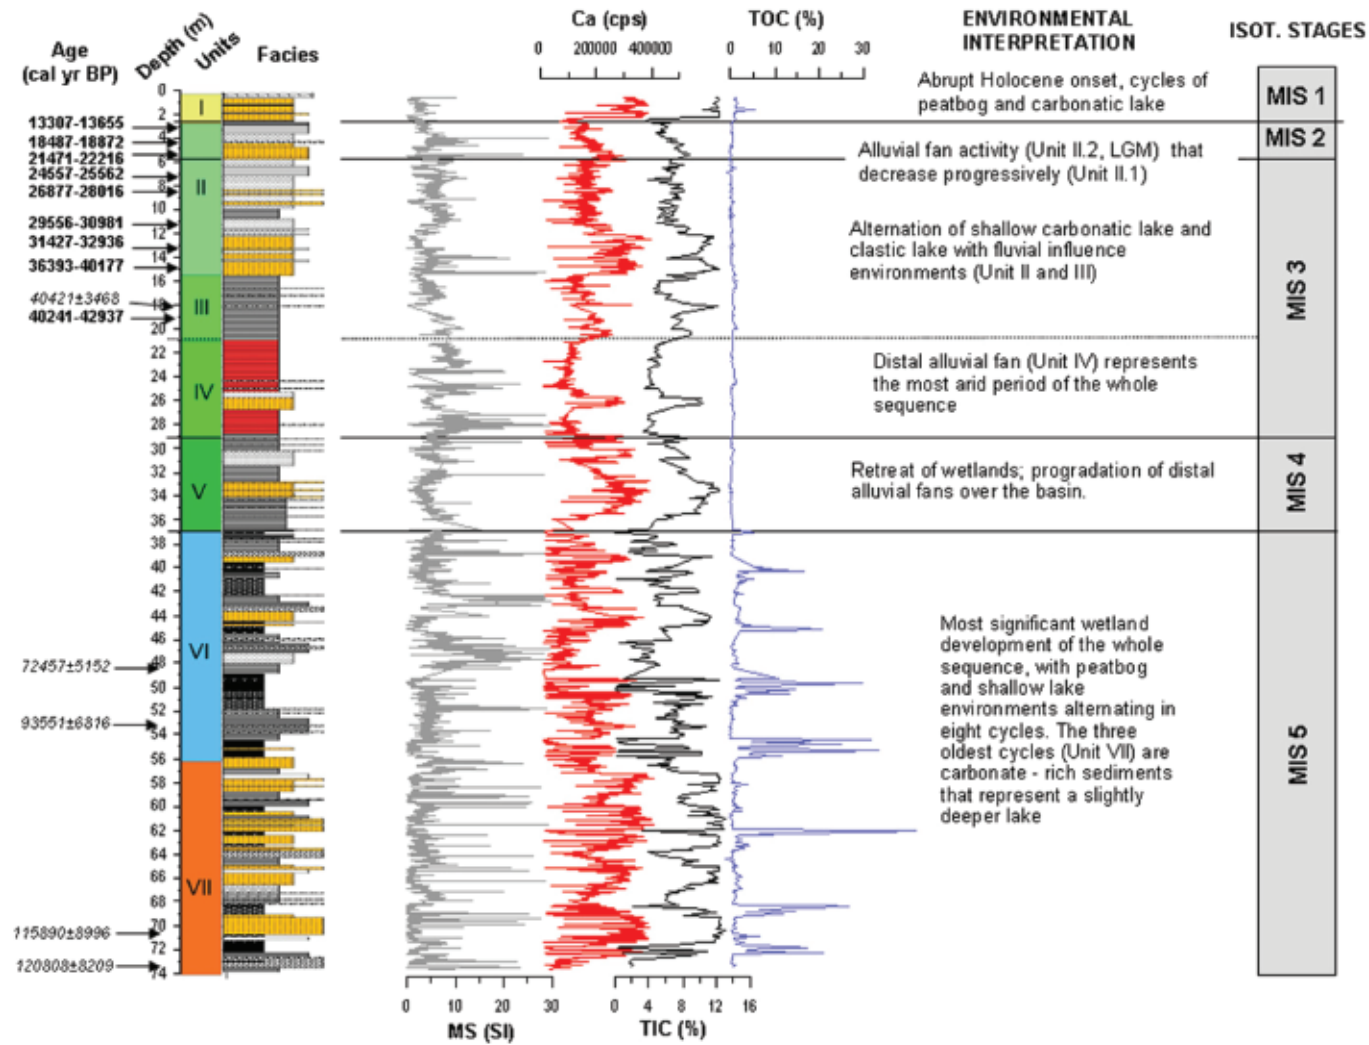 Age
(cal yr BP)
Depth (m)
Units
Facies
Ca (cps)
0 200000 400000
TOC (%)
0 10 20 30
ENVIRONMENTAL
INTERPRETATION
ISOT. STAGES
13307-13655
18487-18872
21471-22216
24557-25562
26877-28016
29556-30981
31427-32936
36393-40177
40421±3468
40241-42937
72457±5152
93551±6816
115890±8996
120808±8209
0
2
4
6
8
10
12
14
16
18
20
22
24
26
28
30
32
34
36
38
40
42
44
46
48
50
52
54
56
58
60
62
64
66
68
70
72
74
I
II
III
IV
V
VI
VII
Abrupt Holocene onset, cycles of
peatbog and carbonatic lake
Alluvial fan activity (Unit II.2, LGM) that
decrease progressively (Unit II.1)
Alternation of shallow carbonatic lake and
clastic lake with fluvial influence
environments (Unit II and III)
Distal alluvial fan (Unit IV) represents
the most arid period of the whole
sequence
Retreat of wetlands; progradation of distal
alluvial fans over the basin.
Most significant wetland
development of the whole
sequence, with peatbog
and shallow lake
environments alternating in
eight cycles. The three
oldest cycles (Unit VII) are
carbonate - rich sediments
that represent a slightly
deeper lake
MIS 1
MIS 2
MIS 3
MIS 4
MIS 5
0 10 20 30
MS (SI)
0 4 8 12 16
TIC (%)